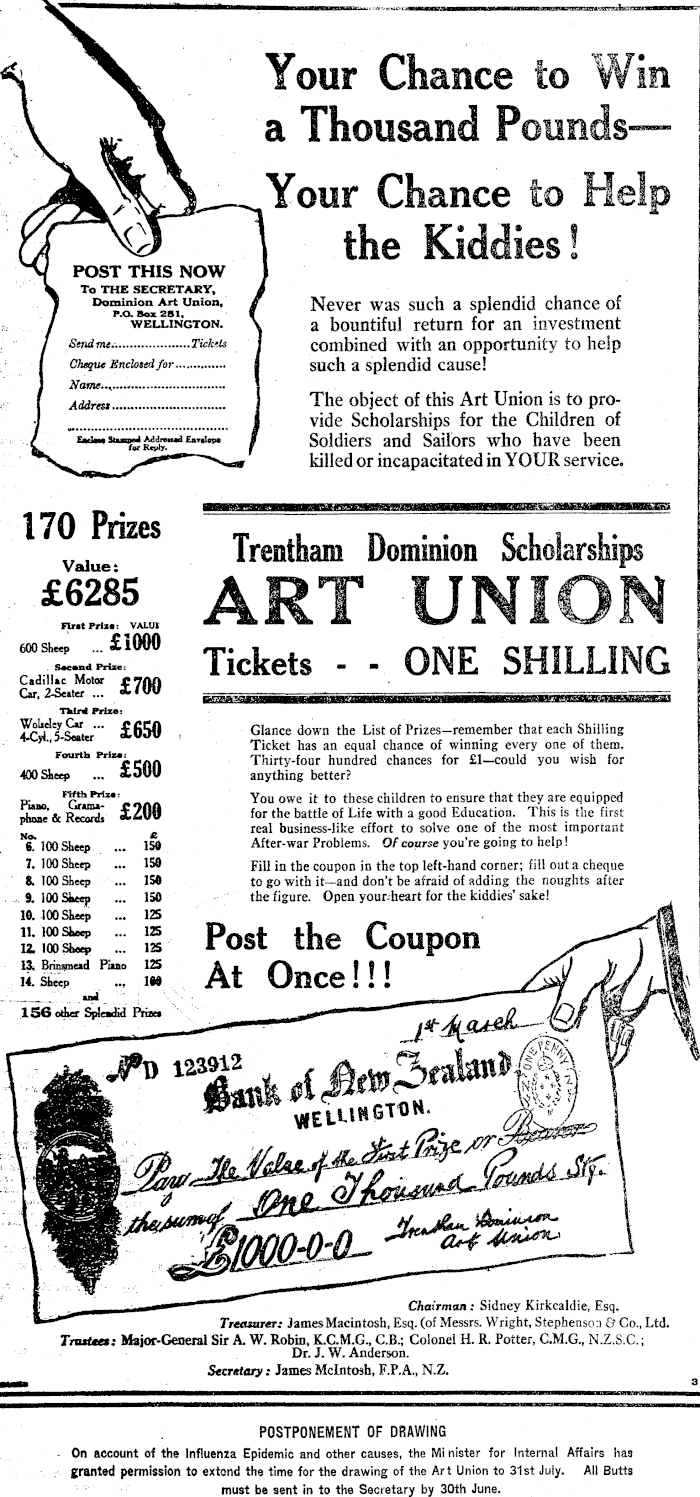 Your Chance to Win
a Thousand Pounds—
Your Chance to Help
the Kiddies!
POST THIS NOW
To THE SECRETARY,
Dominion Art Union,
P.O. Box 281,
WELLINGTON.
Send me......................Tickets
Cheque Enclosed for.............
Name....................................
Address................................
............................................
Enclose Stamped Addressed Envelope
for Reply.
Never was such a splendid chance of
a bountiful return for an investment
combined with an opportunity to help
such a splendid cause!
The object of this Art Union is to pro-
vide Scholarships for the Children of
Soldiers and Sailors who have been
killed or incapacitated in YOUR service.
170 Prizes
Value:
£6285
First Prize: VALUE
600 Sheep ... £1000
Second Prize:
Cadillac Motor
Car, 2-Seater ... £700
Third Prize:
Wolseley Car ...
4-Cyl., 5-Seater £650
Fourth Prize:
400 Sheep ... £500
Fifth Prize:
Piano, Grama-
phone & Records £200
No. £
6. 100 Sheep ... 150
7. 100 Sheep ... 150
8. 100 Sheep ... 150
9. 100 Sheep ... 150
10. 100 Sheep ... 125
11. 100 Sheep ... 125
12. 100 Sheep ... 125
13. Brinsmead Piano 125
14. Sheep ... 100
and
156 other Splendid Prizes
Trentham Dominion Scholarships
ART UNION
Tickets - - ONE SHILLING
Glance down the List of Prizes—remember that each Shilling
Ticket has an equal chance of winning every one of them.
Thirty-four hundred chances for £1—could you wish for
anything better?
You owe it to these children to ensure that they are equipped
for the battle of Life with a good Education. This is the first
real business-like effort to solve one of the most important
After-war Problems. Of course you're going to help!
Fill in the coupon in the top left-hand corner; fill out a cheque
to go with it—and don't be afraid of adding the noughts after
the figure. Open your heart for the kiddies' sake!
Post the Coupon
At Once!!!
1st March
No D 123912
Bank of New Zealand
WELLINGTON.
ONE PENNY
Pay The Value of the First Prize or Bearer
the sum of One Thousand Pounds Stg.
£1000-0-0
Trentham Dominion
Art Union
Chairman: Sidney Kirkcaldie, Esq.
Treasurer: James Macintosh, Esq. (of Messrs. Wright, Stephenson & Co., Ltd.
Trustees: Major-General Sir A. W. Robin, K.C.M.G., C.B.; Colonel H. R. Potter, C.M.G., N.Z.S.C.;
Dr. J. W. Anderson.
Secretary: James McIntosh, F.P.A., N.Z.
3
POSTPONEMENT OF DRAWING
On account of the Influenza Epidemic and other causes, the Minister for Internal Affairs has
granted permission to extend the time for the drawing of the Art Union to 31st July. All Butts
must be sent in to the Secretary by 30th June.